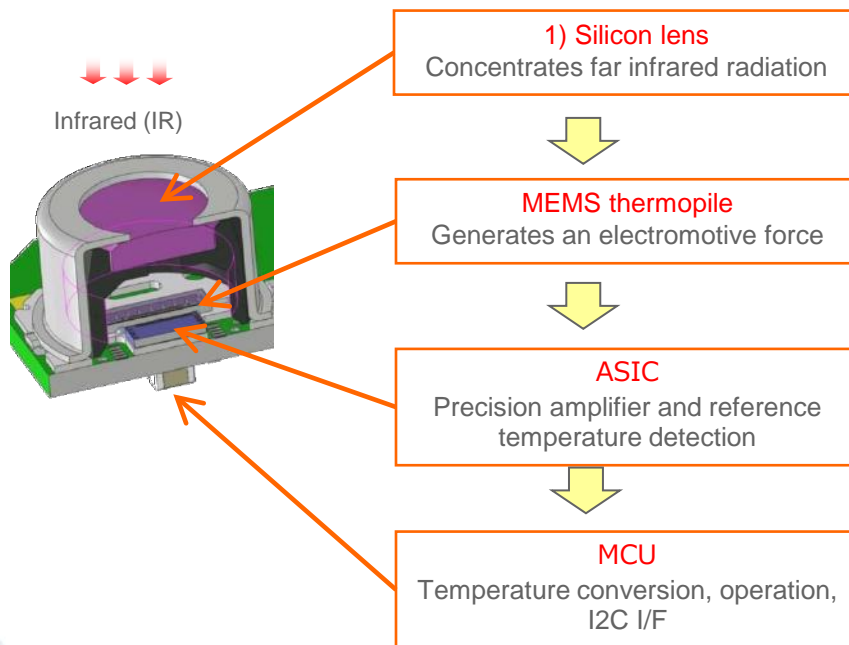 1) Silicon lens
Concentrates far infrared radiation
Infrared (IR)
MEMS thermopile
Generates an electromotive force
ASIC
Precision amplifier and reference
temperature detection
MCU
Temperature conversion, operation,
I2C I/F